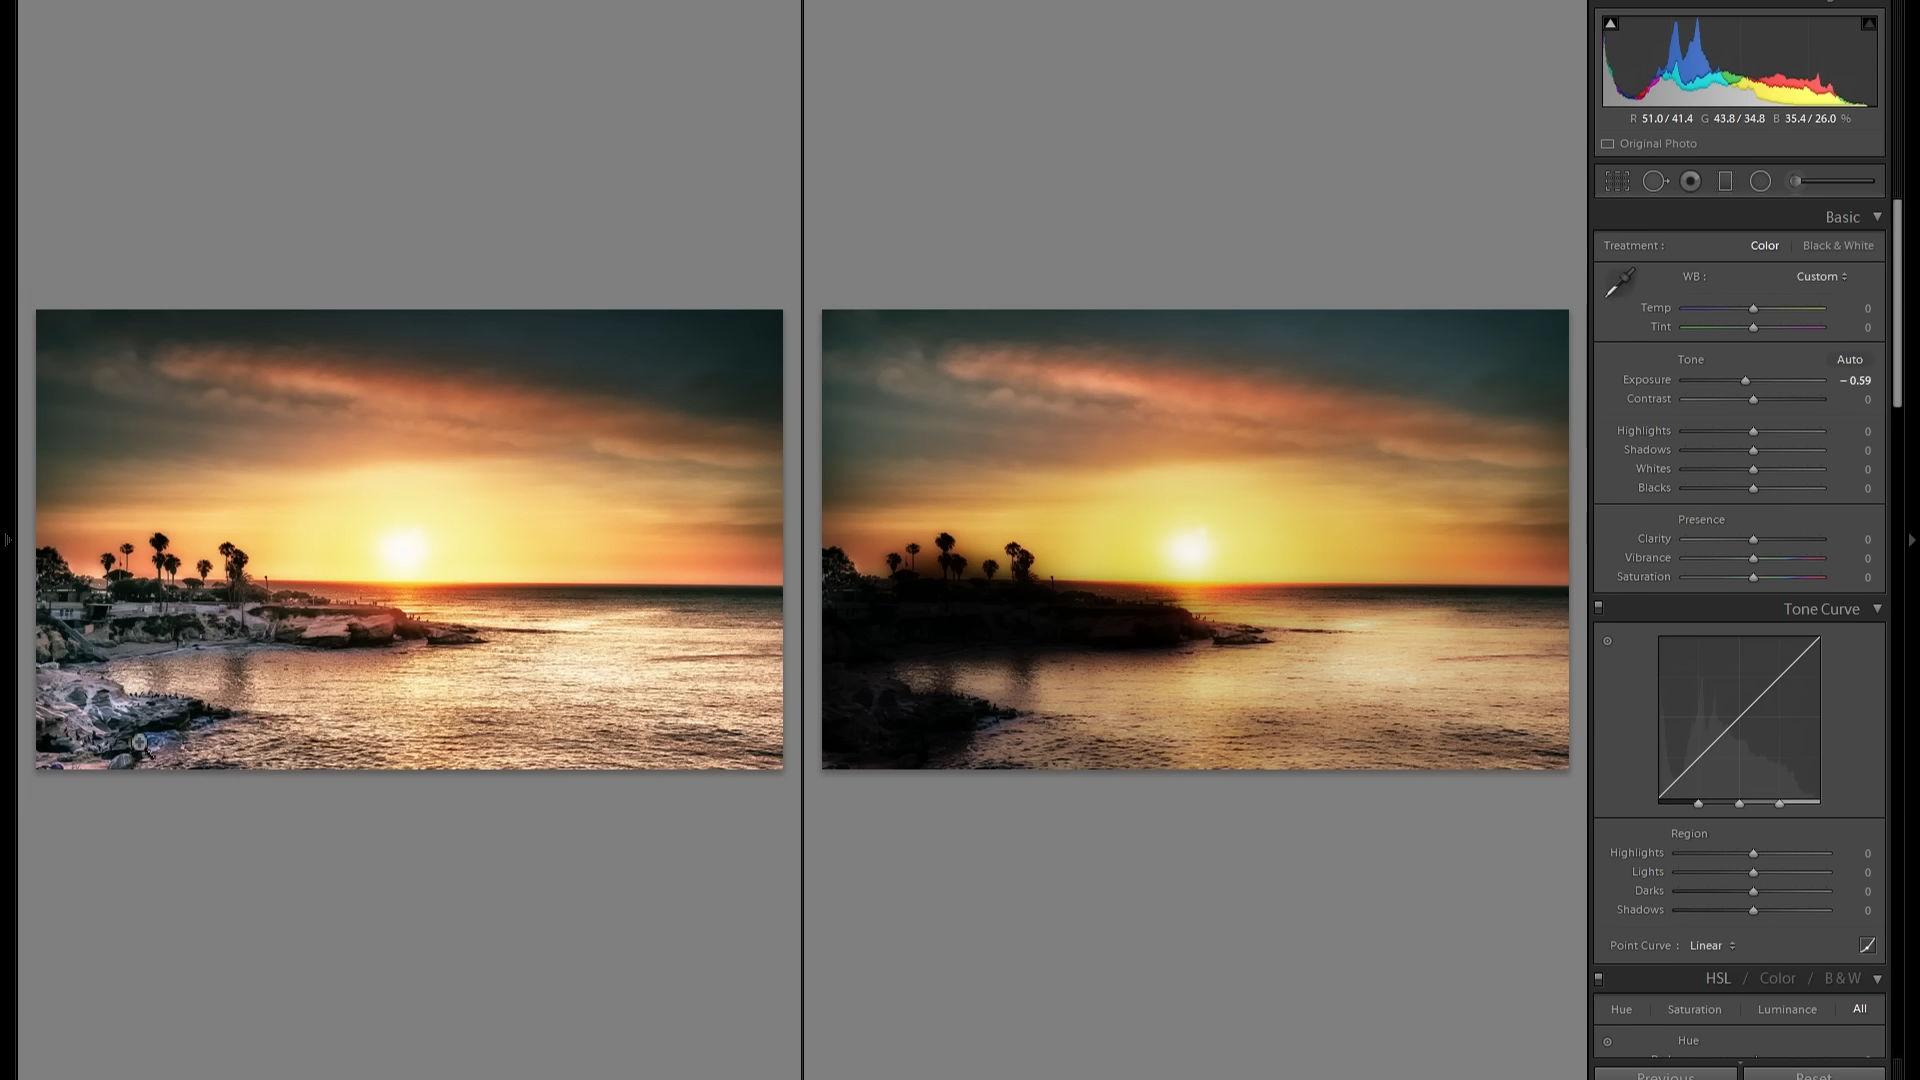 R 51.0 / 41.4 G 43.8 / 34.8 B 35.4 / 26.0 %
Original Photo
Basic
Treatment : Color Black & White
WB : Custom
Temp 0
Tint 0
Tone Auto
Exposure – 0.59
Contrast 0
Highlights 0
Shadows 0
Whites 0
Blacks 0
Presence
Clarity 0
Vibrance 0
Saturation 0
Tone Curve
Region
Highlights 0
Lights 0
Darks 0
Shadows 0
Point Curve : Linear
HSL / Color / B & W
Hue Saturation Luminance All
Hue
Previous Reset